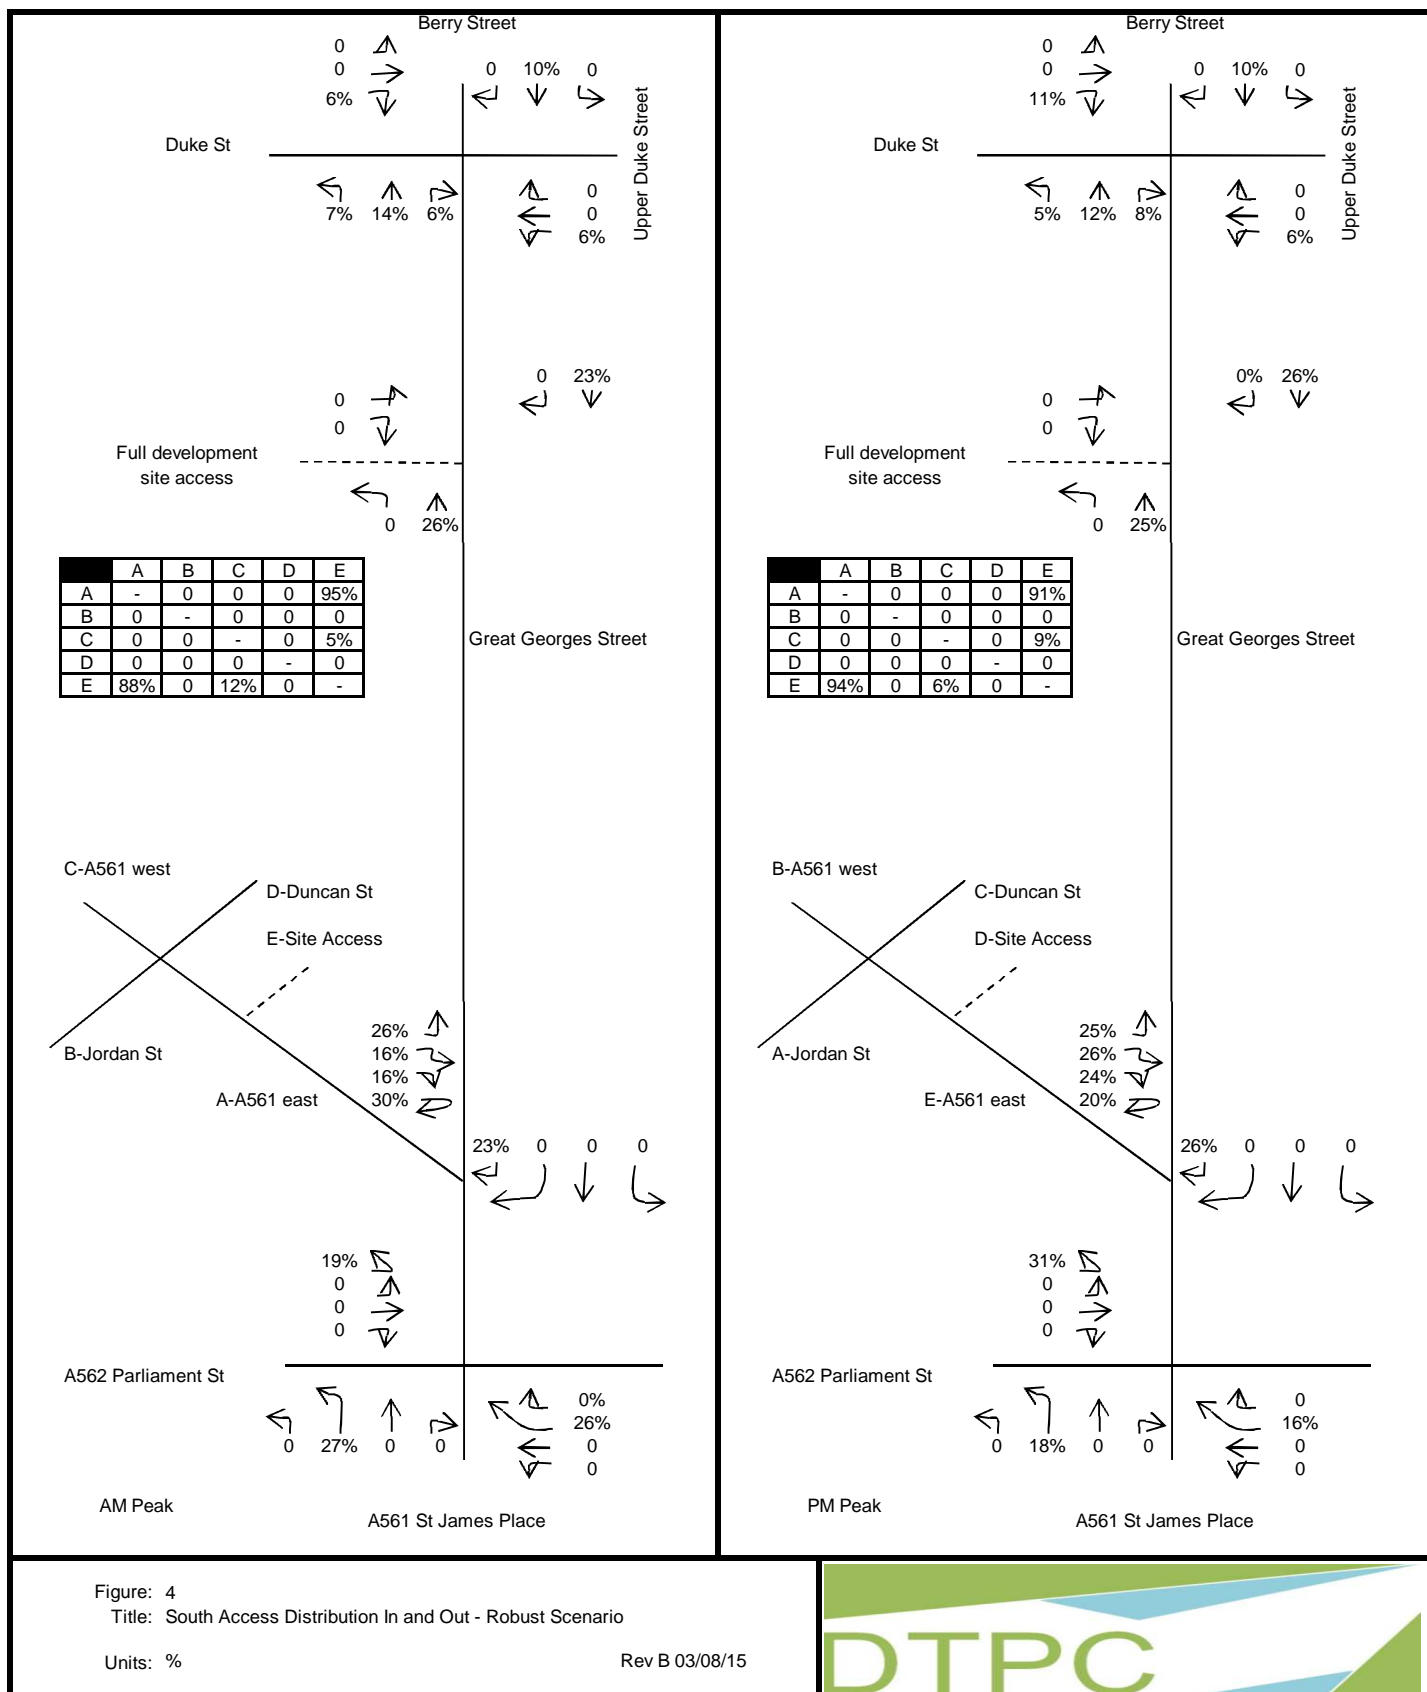 Berry Street
0
0
6%
0 10% 0
Duke St
Upper Duke Street
7% 14% 6%
0
0
6%
0 23%
0
0
Full development
site access
0 26%
A B C D E
A - 0 0 0 95%
B 0 - 0 0 0
C 0 0 - 0 5%
D 0 0 0 - 0
E 88% 0 12% 0 -
Great Georges Street
C-A561 west
D-Duncan St
E-Site Access
B-Jordan St
A-A561 east
26%
16%
16%
30%
23% 0 0 0
19%
0
0
0
A562 Parliament St
0 27% 0 0
0%
26%
0
0
AM Peak
A561 St James Place
Berry Street
0
0
11%
0 10% 0
Duke St
Upper Duke Street
5% 12% 8%
0
0
6%
0% 26%
0
0
Full development
site access
0 25%
A B C D E
A - 0 0 0 91%
B 0 - 0 0 0
C 0 0 - 0 9%
D 0 0 0 - 0
E 94% 0 6% 0 -
Great Georges Street
B-A561 west
C-Duncan St
D-Site Access
A-Jordan St
E-A561 east
25%
26%
24%
20%
26% 0 0 0
31%
0
0
0
A562 Parliament St
0 18% 0 0
0
16%
0
0
PM Peak
A561 St James Place
Figure: 4
Title: South Access Distribution In and Out - Robust Scenario
Units: %
Rev B 03/08/15
DTPC